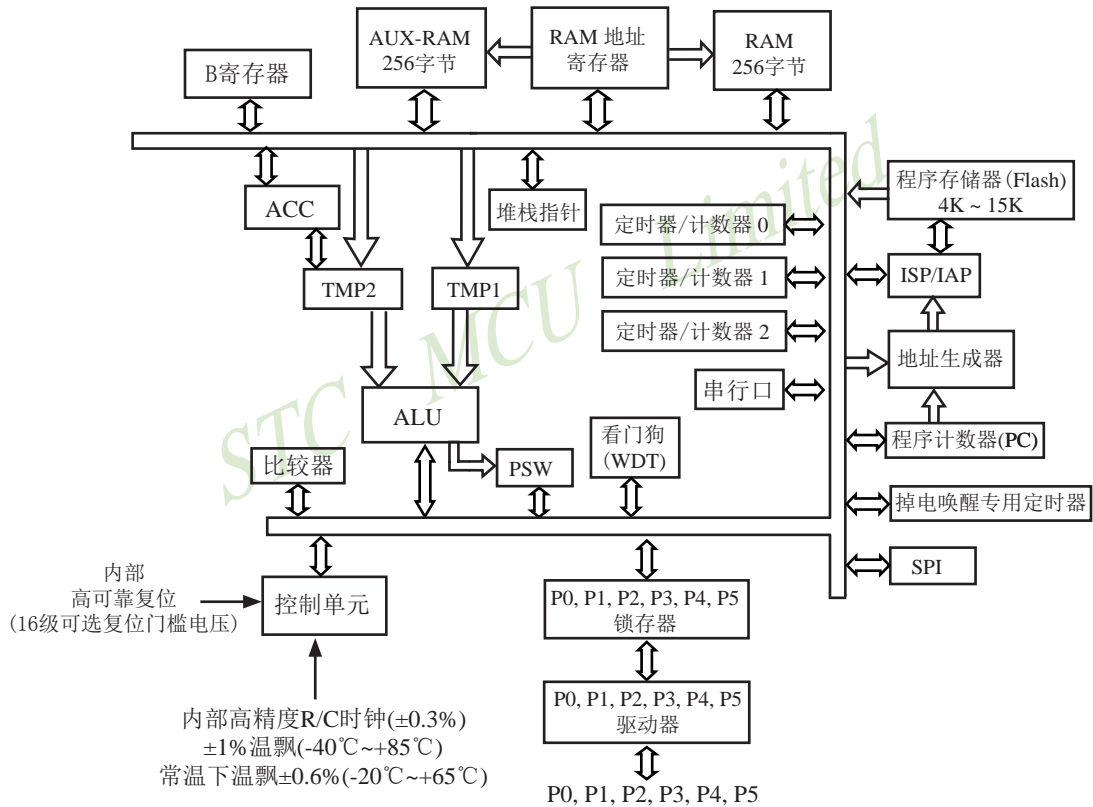 AUX-RAM
256字节
RAM 地址
寄存器
RAM
256字节
B寄存器
ACC
堆栈指针
程序存储器(Flash)
4K ~ 15K
定时器/计数器 0
TMP2
TMP1
定时器/计数器 1
ISP/IAP
定时器/计数器 2
地址生成器
串行口
ALU
程序计数器(PC)
看门狗
(WDT)
比较器
PSW
掉电唤醒专用定时器
SPI
内部
高可靠复位
(16级可选复位门槛电压)
控制单元
P0, P1, P2, P3, P4, P5
锁存器
P0, P1, P2, P3, P4, P5
驱动器
内部高精度R/C时钟(±0.3%)
±1%温飘(-40℃~+85℃)
常温下温飘±0.6%(-20℃~+65℃)
P0, P1, P2, P3, P4, P5
STC MCU Limited